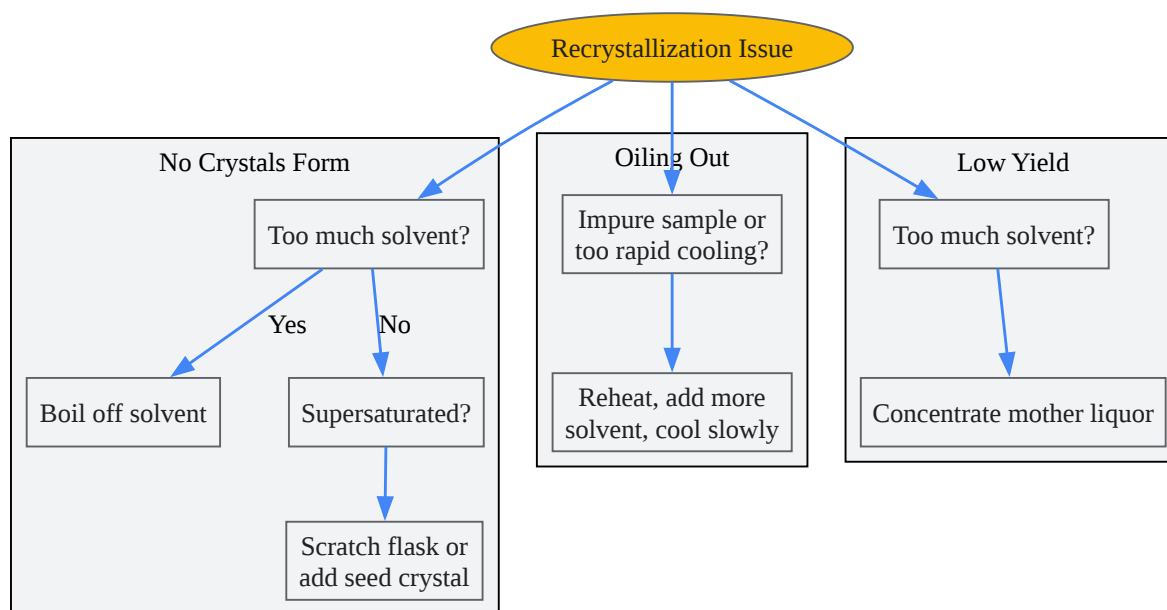 Recrystallization Issue
No Crystals Form
Too much solvent?
Yes
No
Boil off solvent
Supersaturated?
Scratch flask or
add seed crystal
Oiling Out
Impure sample or
too rapid cooling?
Reheat, add more
solvent, cool slowly
Low Yield
Too much solvent?
Concentrate mother liquor